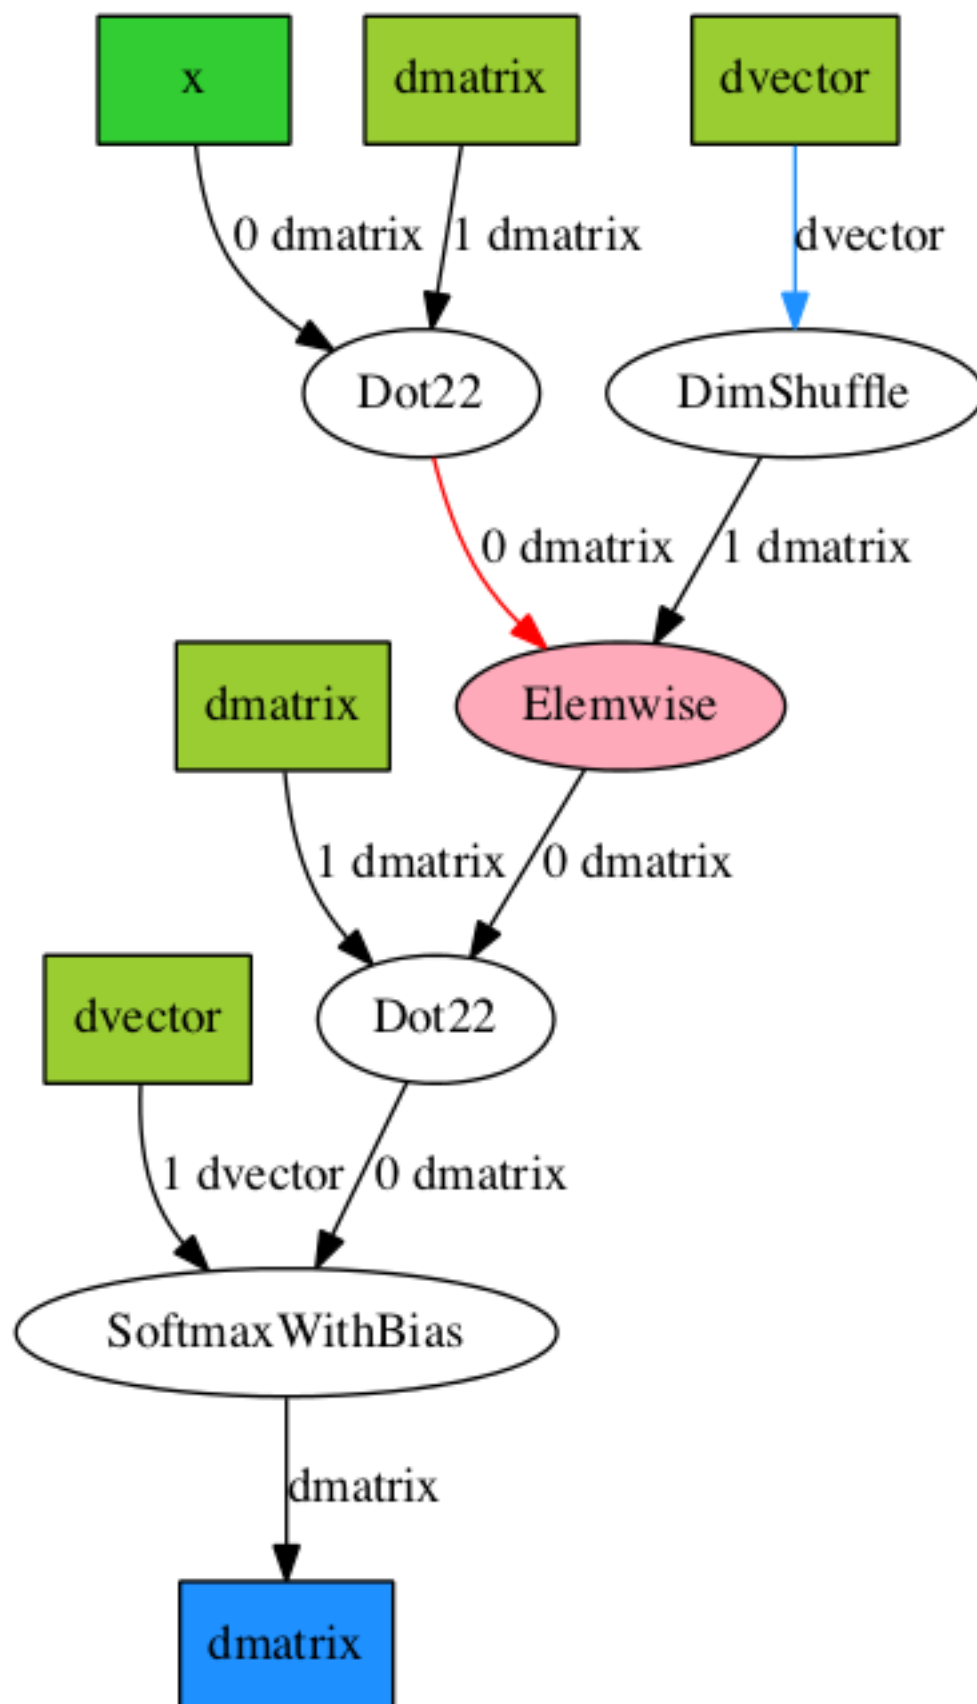 x
dmatrix
dvector
0 dmatrix
1 dmatrix
dvector
Dot22
DimShuffle
0 dmatrix
1 dmatrix
dmatrix
Elemwise
1 dmatrix
0 dmatrix
dvector
Dot22
1 dvector
0 dmatrix
SoftmaxWithBias
dmatrix
dmatrix